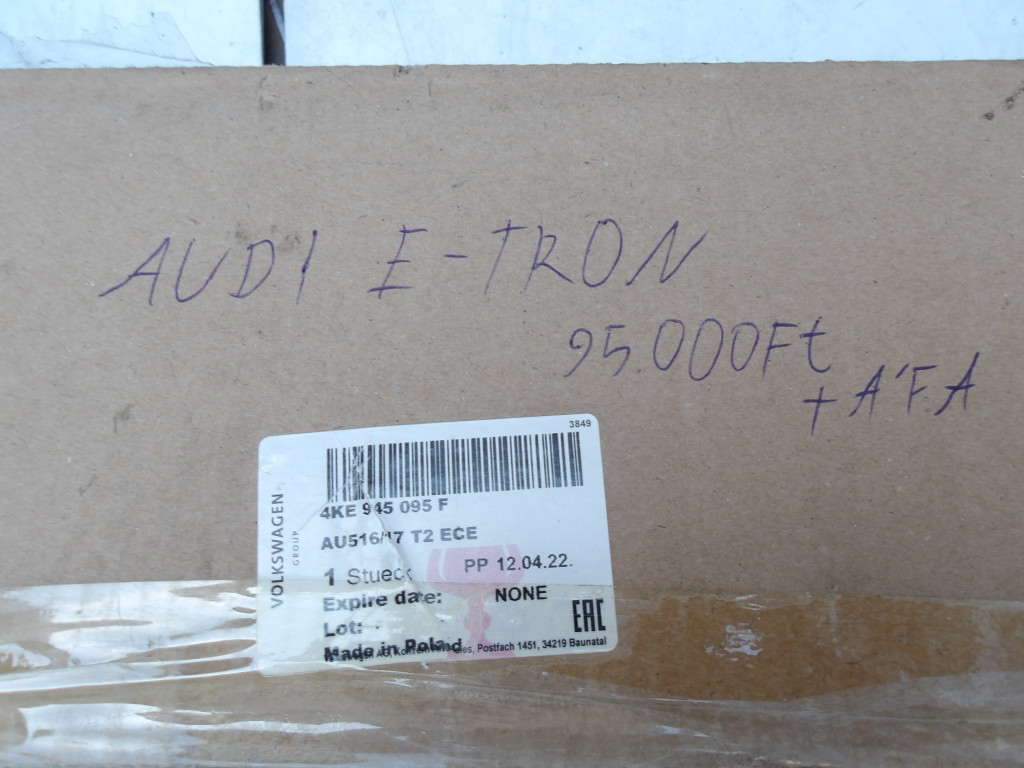 AUDI E-TRON
95.000Ft
+ Á.F.A
3849
VOLKSWAGEN
GROUP
4KE 945 095 F
AU516/17 T2 ECE
1 Stueck
PP 12.04.22.
Expire date: NONE
Lot:
EAC
Made in Poland
Postfach 1451, 34219 Baunatal